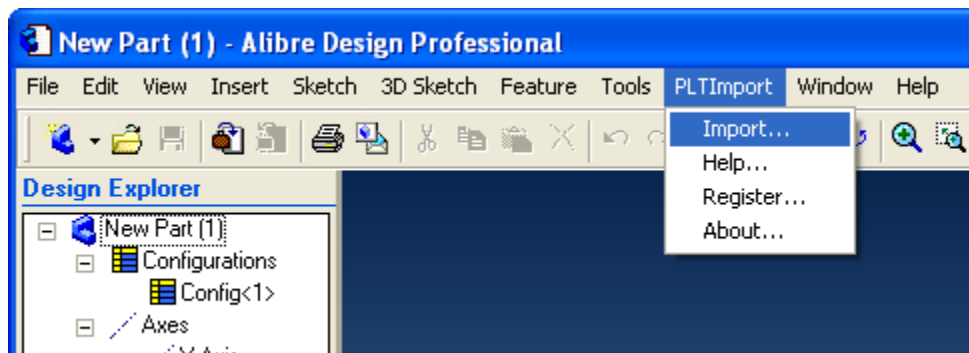 New Part (1) - Alibre Design Professional
File Edit View Insert Sketch 3D Sketch Feature Tools PLTImport Window Help
Import...
Help...
Register...
About...
Design Explorer
New Part (1)
Configurations
Config<1>
Axes